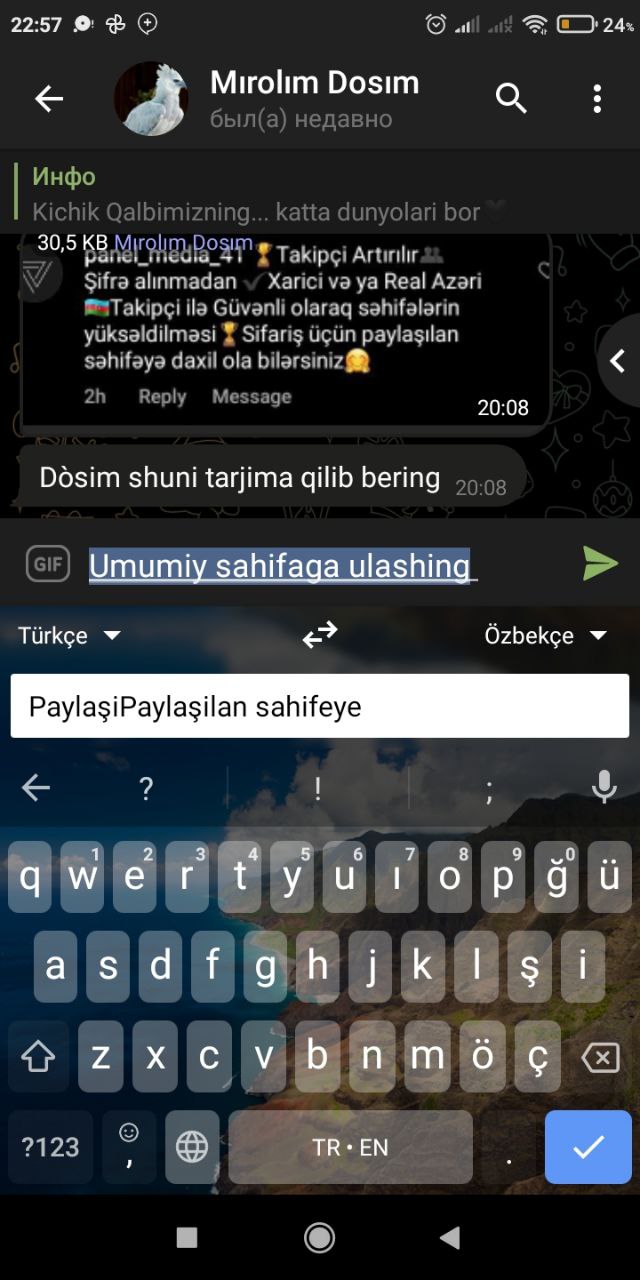 22:57
24%
Mırolım Dosım
был(а) недавно
Инфо
Kichik Qalbimizning... katta dunyolari bor
30,5 KB Mırolım Dosım
panel_media_41 🏆Takipçi Artırılır👥
Şifrə alınmadan ✔️Xarici və ya Real Azəri
🇦🇿Takipçi ilə Güvənli olaraq səhifələrin
yüksəldilməsi🏆Sifariş üçün paylaşılan
səhifəyə daxil ola bilərsiniz🤗
2h Reply Message
20:08
Dòsim shuni tarjima qilib bering 20:08
GIF Umumiy sahifaga ulashing
Türkçe Özbekçe
PaylaşiPaylaşilan sahifeye
? ! ;
1 2 3 4 5 6 7 8 9 0
q w e r t y u ı o p ğ ü
a s d f g h j k l ş i
z x c v b n m ö ç
?123 , TR • EN .